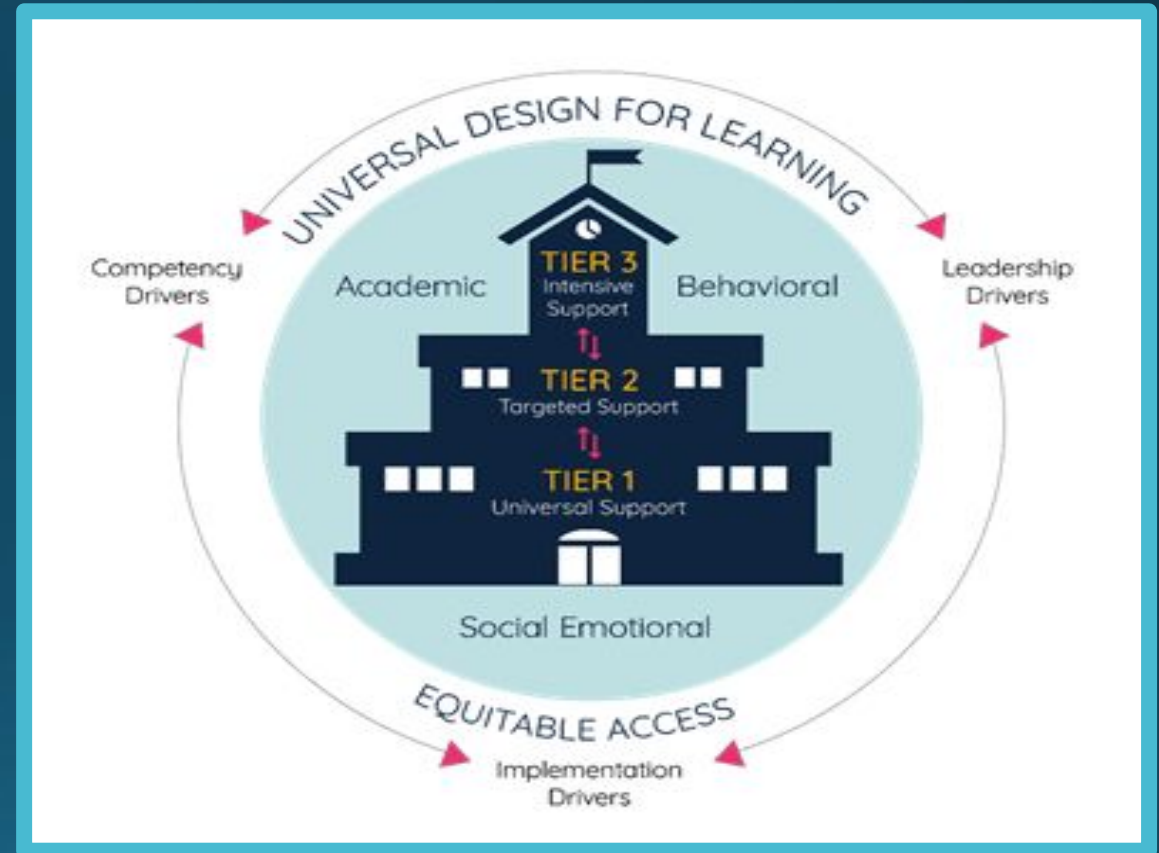 UNIVERSAL DESIGN FOR LEARNING
Competency
Drivers
Leadership
Drivers
Academic
Behavioral
TIER 3
Intensive
Support
TIER 2
Targeted Support
TIER 1
Universal Support
Social Emotional
EQUITABLE ACCESS
Implementation
Drivers